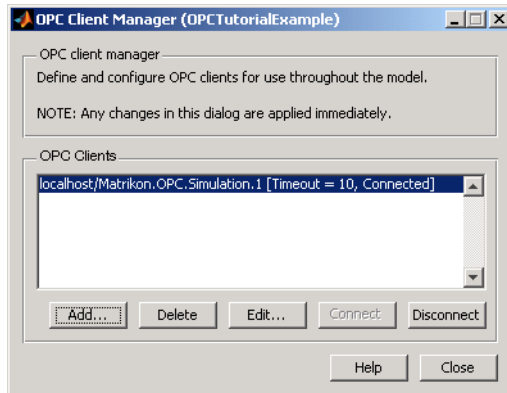 OPC Client Manager (OPCTutorialExample)
OPC client manager
Define and configure OPC clients for use throughout the model.
NOTE: Any changes in this dialog are applied immediately.
OPC Clients
localhost/Matrikon.OPC.Simulation.1 [Timeout = 10, Connected]
Add... Delete Edit... Connect Disconnect
Help Close